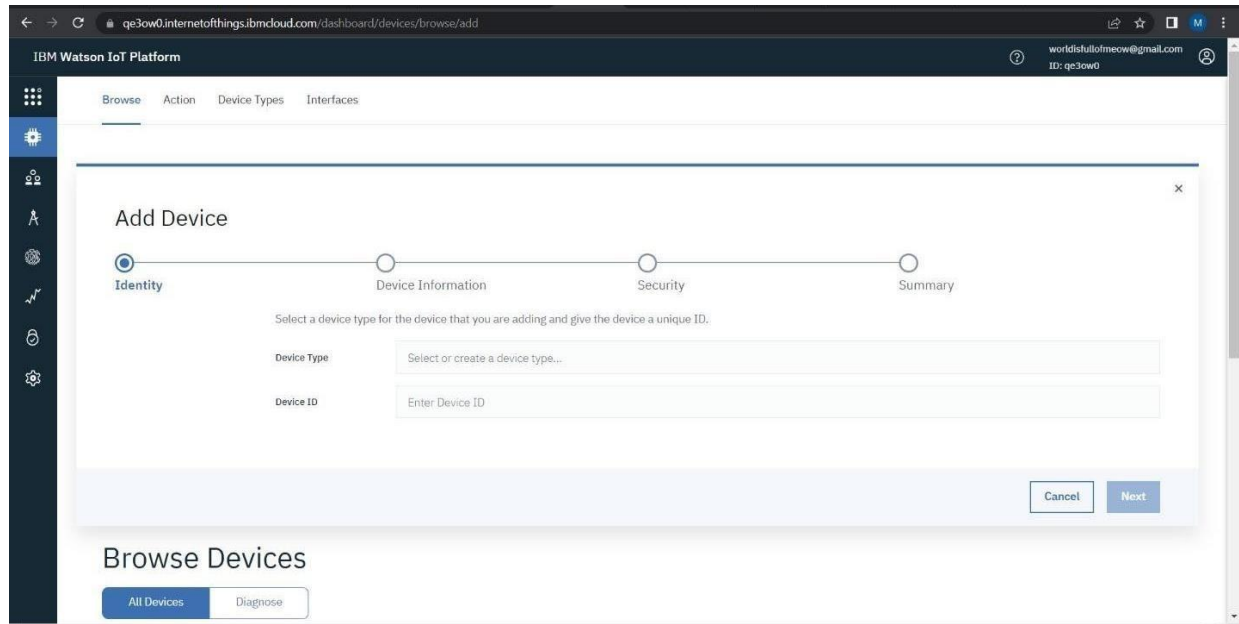 qe3ow0.internetofthings.ibmcloud.com/dashboard/devices/browse/add
M
IBM Watson IoT Platform
worldisfullofmeow@gmail.com
ID: qe3ow0
Browse Action Device Types Interfaces
Add Device
Identity Device Information Security Summary
Select a device type for the device that you are adding and give the device a unique ID.
Device Type Select or create a device type...
Device ID Enter Device ID
Cancel Next
Browse Devices
All Devices Diagnose